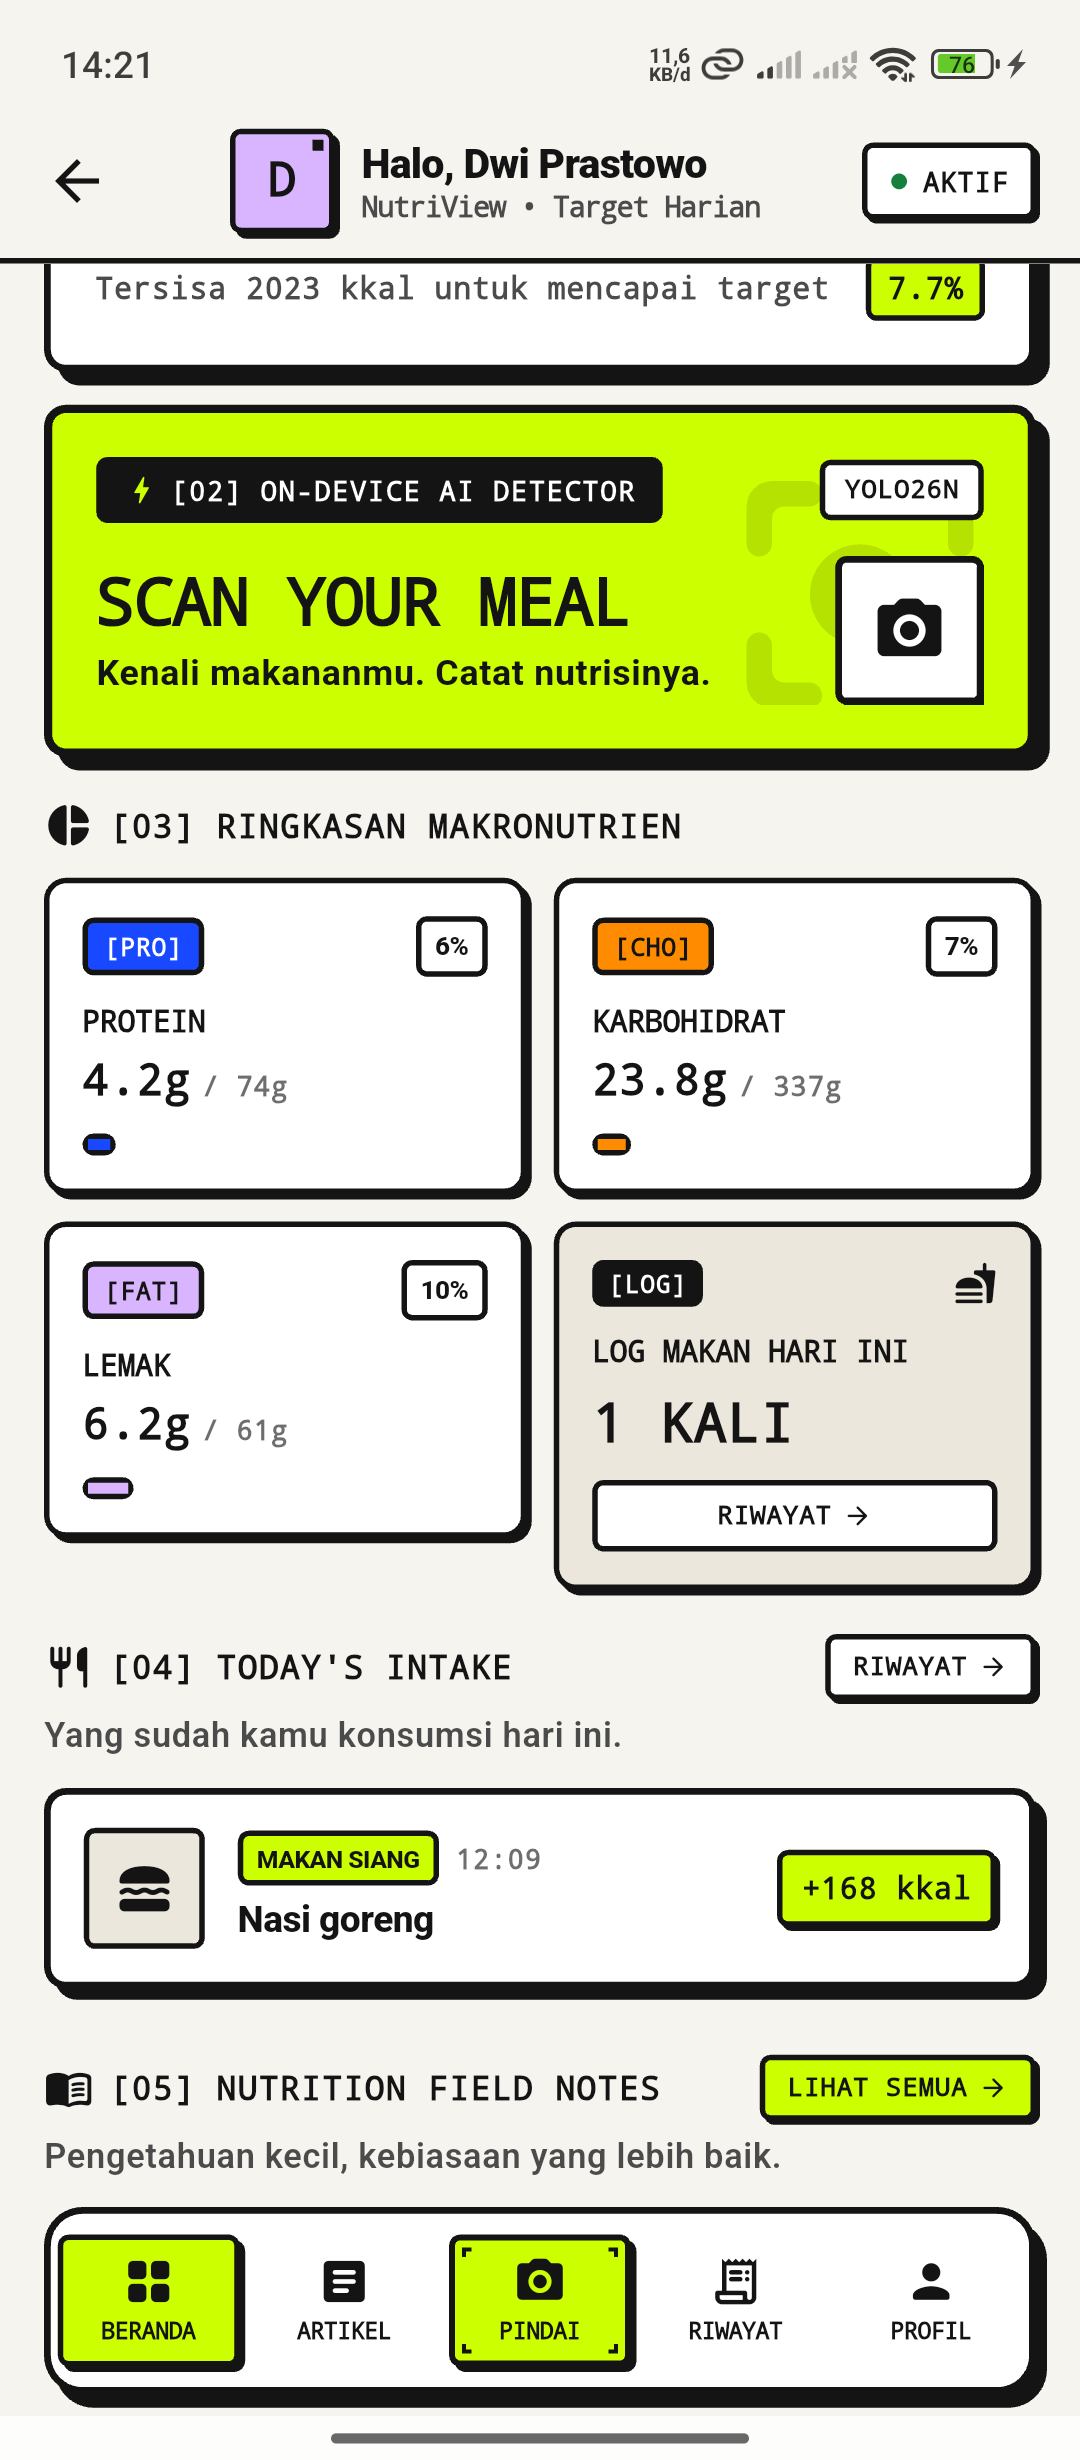 14:21
11,6 KB/d
76
D
Halo, Dwi Prastowo
NutriView • Target Harian
AKTIF
Tersisa 2023 kkal untuk mencapai target
7.7%
[02] ON-DEVICE AI DETECTOR
YOLO26N
SCAN YOUR MEAL
Kenali makananmu. Catat nutrisinya.
[03] RINGKASAN MAKRONUTRIEN
[PRO]
6%
PROTEIN
4.2g / 74g
[CHO]
7%
KARBOHIDRAT
23.8g / 337g
[FAT]
10%
LEMAK
6.2g / 61g
[LOG]
LOG MAKAN HARI INI
1 KALI
RIWAYAT →
[04] TODAY'S INTAKE
RIWAYAT →
Yang sudah kamu konsumsi hari ini.
MAKAN SIANG 12:09
Nasi goreng
+168 kkal
[05] NUTRITION FIELD NOTES
LIHAT SEMUA →
Pengetahuan kecil, kebiasaan yang lebih baik.
BERANDA
ARTIKEL
PINDAI
RIWAYAT
PROFIL